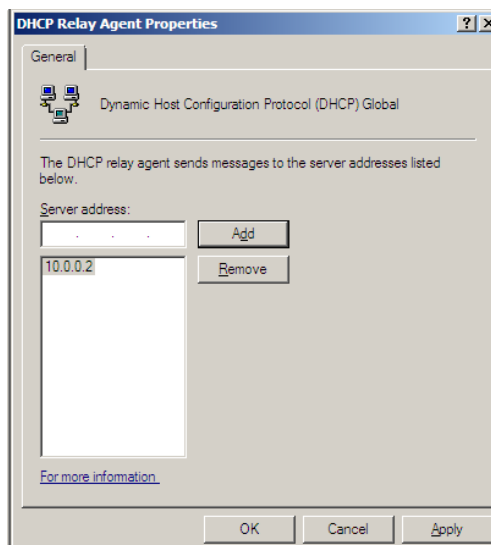 DHCP Relay Agent Properties
General
Dynamic Host Configuration Protocol (DHCP) Global
The DHCP relay agent sends messages to the server addresses listed
below.
Server address:
. . .
Add
10.0.0.2
Remove
For more information
OK
Cancel
Apply